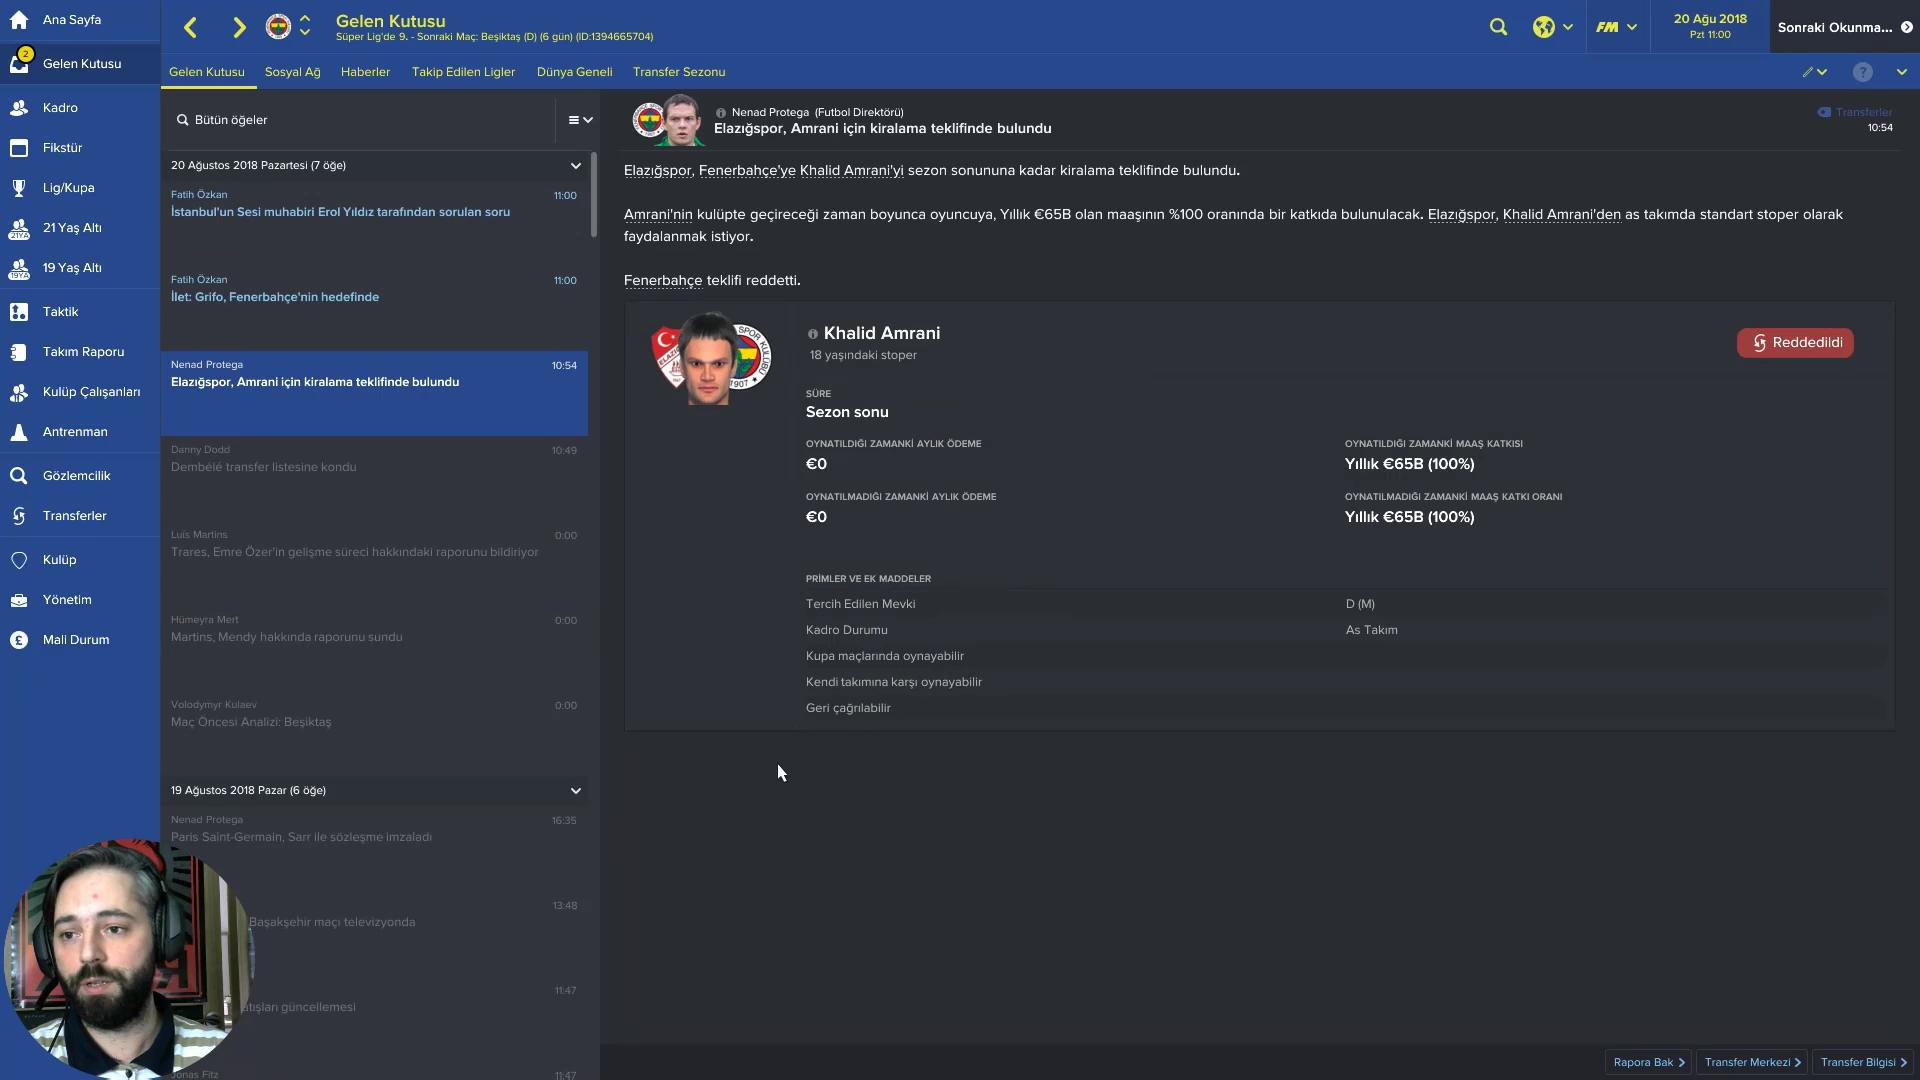 Ana Sayfa
2
Gelen Kutusu
Kadro
Fikstür
Lig/Kupa
21 Yaş Altı
19 Yaş Altı
Taktik
Takım Raporu
Kulüp Çalışanları
Antrenman
Gözlemcilik
Transferler
Kulüp
Yönetim
Mali Durum
Gelen Kutusu
Süper Lig'de 9. - Sonraki Maç: Beşiktaş (D) (6 gün) (ID:1394665704)
FM
20 Ağu 2018
Pzt 11:00
Sonraki Okunma...
Gelen Kutusu Sosyal Ağ Haberler Takip Edilen Ligler Dünya Geneli Transfer Sezonu
Bütün öğeler
20 Ağustos 2018 Pazartesi (7 öğe)
Fatih Özkan 11:00
İstanbul'un Sesi muhabiri Erol Yıldız tarafından sorulan soru
Fatih Özkan 11:00
İlet: Grifo, Fenerbahçe'nin hedefinde
Nenad Protega 10:54
Elazığspor, Amrani için kiralama teklifinde bulundu
Danny Dodd 10:49
Dembélé transfer listesine kondu
Luís Martins 0:00
Trares, Emre Özer'in gelişme süreci hakkındaki raporunu bildiriyor
Hümeyra Mert 0:00
Martins, Mendy hakkında raporunu sundu
Volodymyr Kulaev 0:00
Maç Öncesi Analizi: Beşiktaş
19 Ağustos 2018 Pazar (6 öğe)
Nenad Protega 16:35
Paris Saint-Germain, Sarr ile sözleşme imzaladı
13:48
Başakşehir maçı televizyonda
11:47
güncellemesi
Jonas Fitz 11:47
Nenad Protega (Futbol Direktörü)
Elazığspor, Amrani için kiralama teklifinde bulundu
Transferler
10:54
Elazığspor, Fenerbahçe'ye Khalid Amrani'yi sezon sonununa kadar kiralama teklifinde bulundu.
Amrani'nin kulüpte geçireceği zaman boyunca oyuncuya, Yıllık €65B olan maaşının %100 oranında bir katkıda bulunulacak. Elazığspor, Khalid Amrani'den as takımda standart stoper olarak
faydalanmak istiyor.
Fenerbahçe teklifi reddetti.
Khalid Amrani
18 yaşındaki stoper
Reddedildi
SÜRE
Sezon sonu
OYNATILDIĞI ZAMANKİ AYLIK ÖDEME
€0
OYNATILDIĞI ZAMANKİ MAAŞ KATKISI
Yıllık €65B (100%)
OYNATILMADIĞI ZAMANKİ AYLIK ÖDEME
€0
OYNATILMADIĞI ZAMANKİ MAAŞ KATKI ORANI
Yıllık €65B (100%)
PRİMLER VE EK MADDELER
Tercih Edilen Mevki D (M)
Kadro Durumu As Takım
Kupa maçlarında oynayabilir
Kendi takımına karşı oynayabilir
Geri çağrılabilir
Rapora Bak Transfer Merkezi Transfer Bilgisi